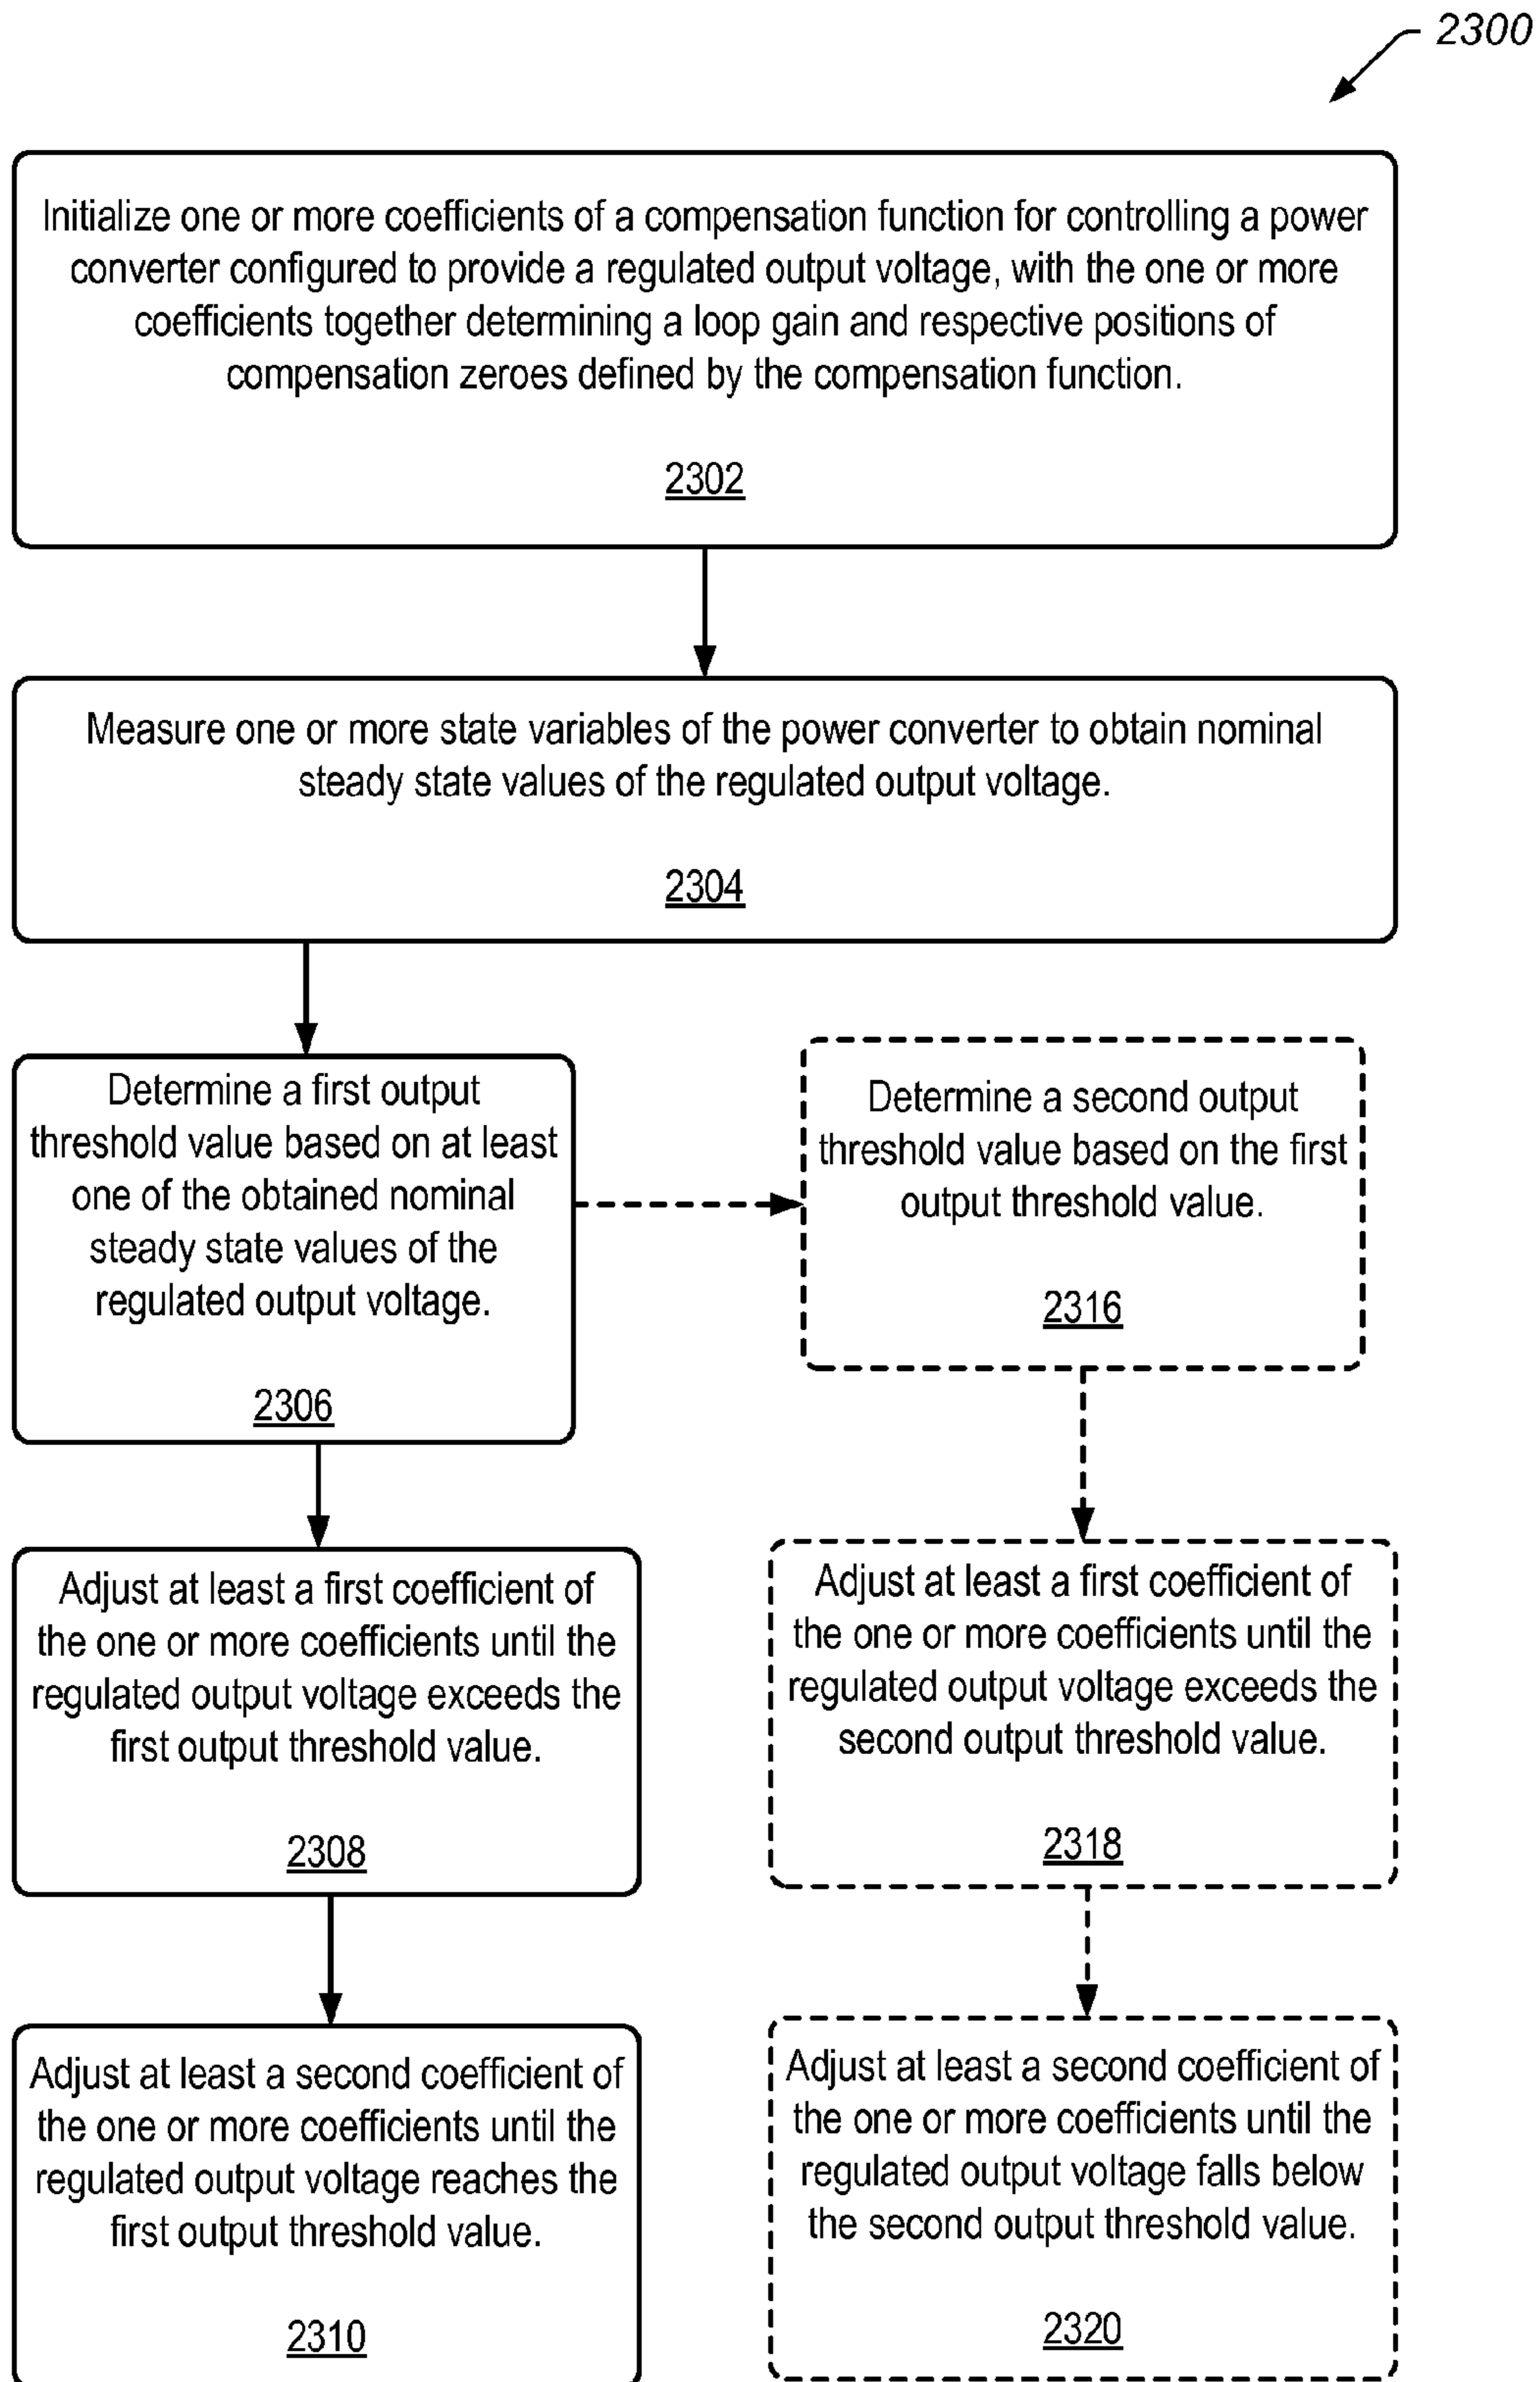 2300
Initialize one or more coefficients of a compensation function for controlling a power
converter configured to provide a regulated output voltage, with the one or more
coefficients together determining a loop gain and respective positions of
compensation zeroes defined by the compensation function.
2302
Measure one or more state variables of the power converter to obtain nominal
steady state values of the regulated output voltage.
2304
Determine a first output
threshold value based on at least
one of the obtained nominal
steady state values of the
regulated output voltage.
2306
Determine a second output
threshold value based on the first
output threshold value.
2316
Adjust at least a first coefficient of
the one or more coefficients until the
regulated output voltage exceeds the
first output threshold value.
2308
Adjust at least a first coefficient of
the one or more coefficients until the
regulated output voltage exceeds the
second output threshold value.
2318
Adjust at least a second coefficient of
the one or more coefficients until the
regulated output voltage reaches the
first output threshold value.
2310
Adjust at least a second coefficient of
the one or more coefficients until the
regulated output voltage falls below
the second output threshold value.
2320